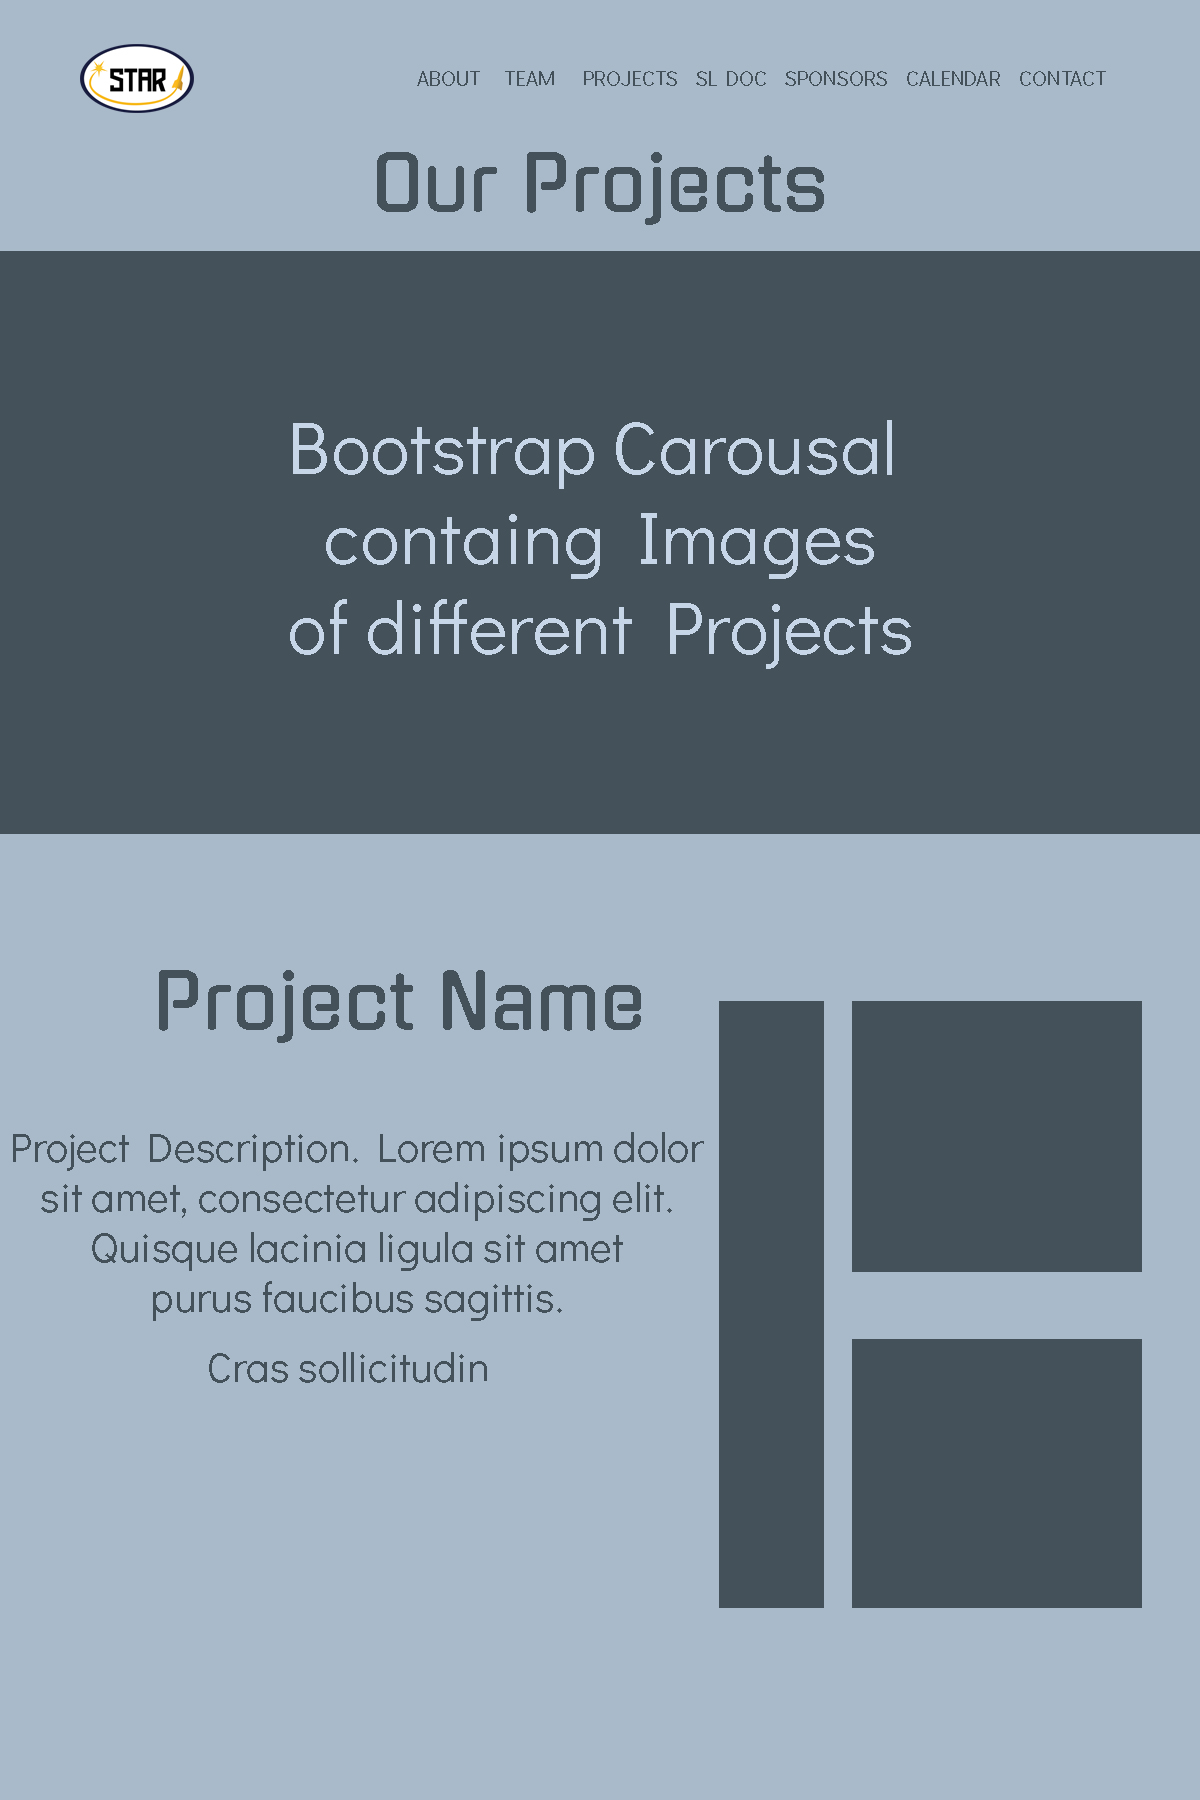 STAR
ABOUT TEAM PROJECTS SL DOC SPONSORS CALENDAR CONTACT
Our Projects
Bootstrap Carousal
containg Images
of different Projects
Project Name
Project Description. Lorem ipsum dolor
sit amet, consectetur adipiscing elit.
Quisque lacinia ligula sit amet
purus faucibus sagittis.
Cras sollicitudin